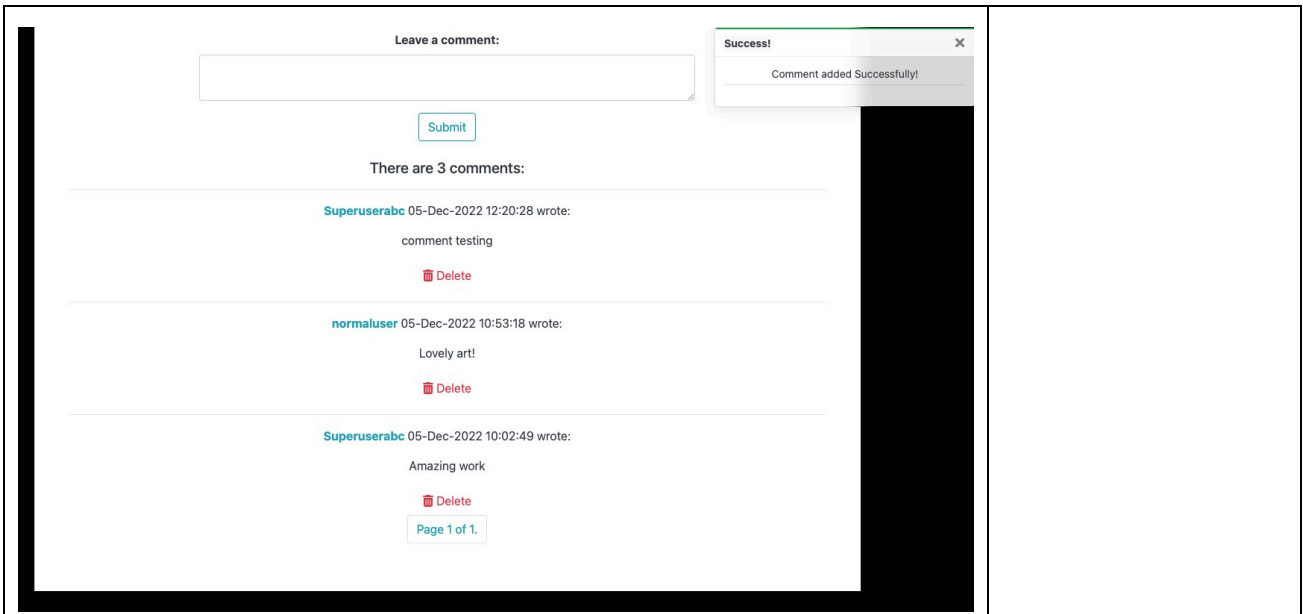 Leave a comment:
Success!
×
Comment added Successfully!
Submit
There are 3 comments:
Superuserabc 05-Dec-2022 12:20:28 wrote:
comment testing
Delete
normaluser 05-Dec-2022 10:53:18 wrote:
Lovely art!
Delete
Superuserabc 05-Dec-2022 10:02:49 wrote:
Amazing work
Delete
Page 1 of 1.